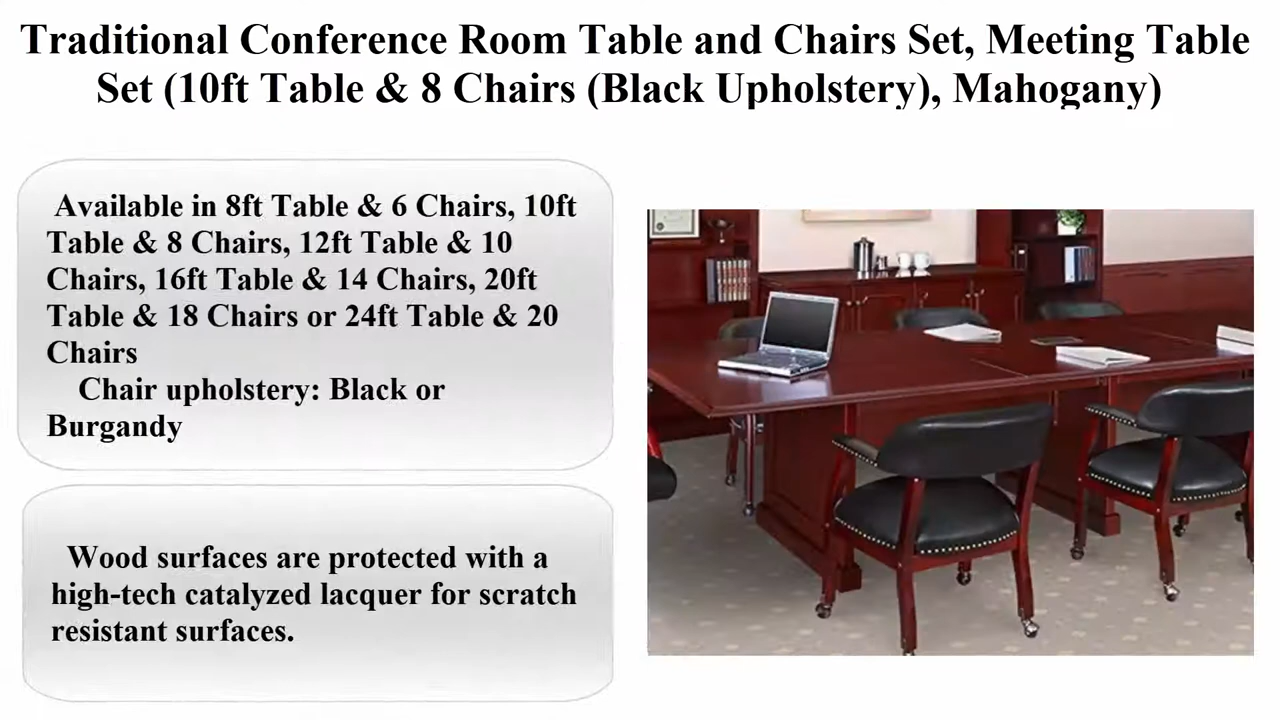 Traditional Conference Room Table and Chairs Set, Meeting Table
Set (10ft Table & 8 Chairs (Black Upholstery), Mahogany)
Available in 8ft Table & 6 Chairs, 10ft
Table & 8 Chairs, 12ft Table & 10
Chairs, 16ft Table & 14 Chairs, 20ft
Table & 18 Chairs or 24ft Table & 20
Chairs
Chair upholstery: Black or
Burgandy
Wood surfaces are protected with a
high-tech catalyzed lacquer for scratch
resistant surfaces.